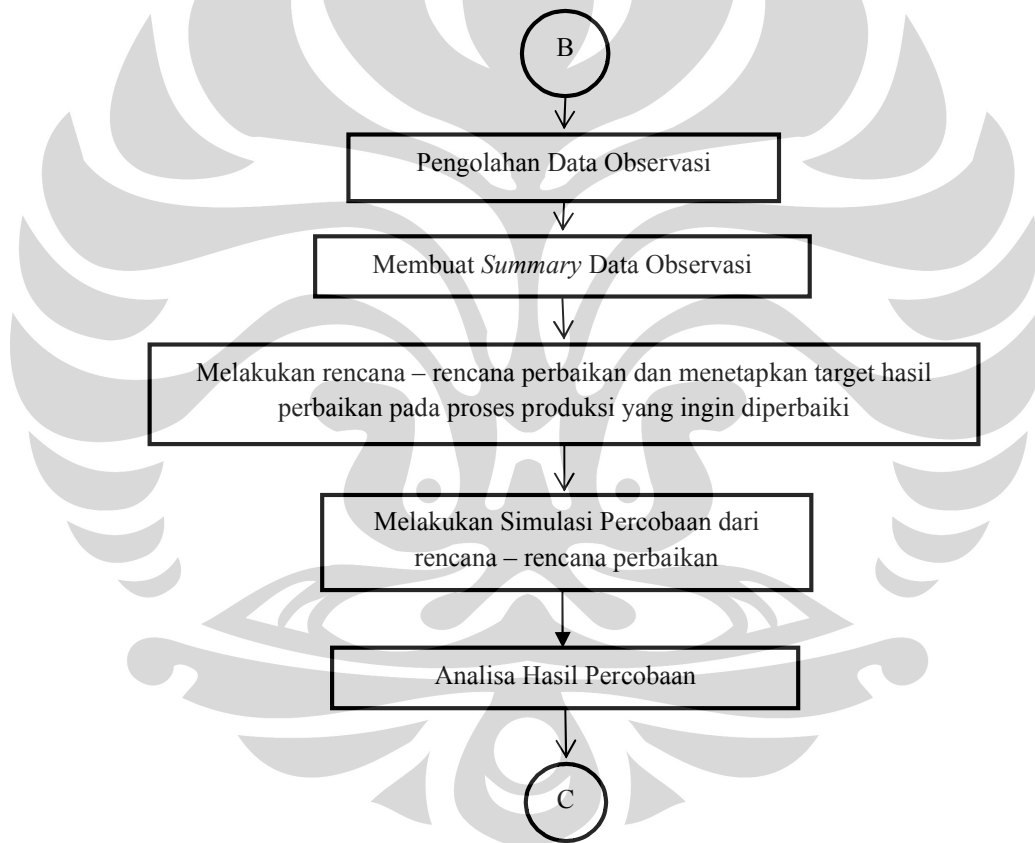 B
Pengolahan Data Observasi
Membuat Summary Data Observasi
Melakukan rencana – rencana perbaikan dan menetapkan target hasil
perbaikan pada proses produksi yang ingin diperbaiki
Melakukan Simulasi Percobaan dari
rencana – rencana perbaikan
Analisa Hasil Percobaan
C